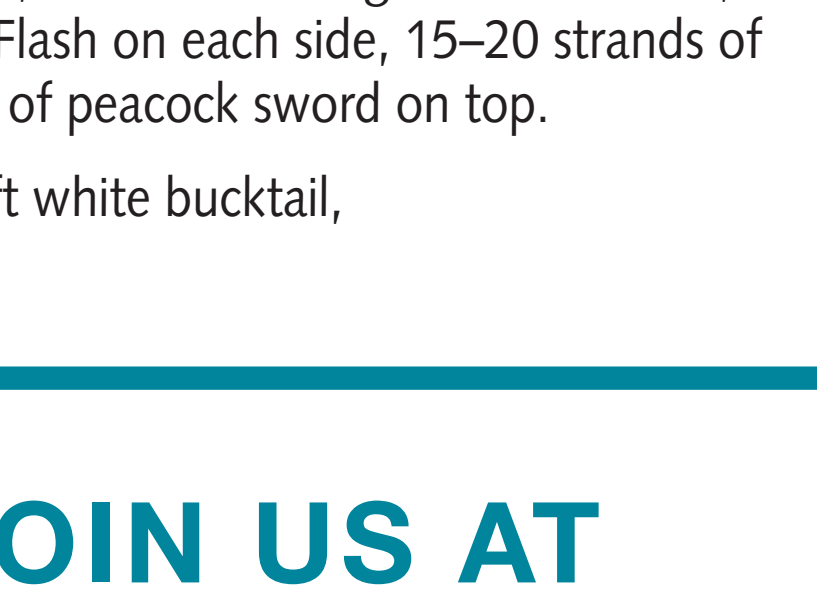 Flash on each side, 15–20 strands of
of peacock sword on top.
white bucktail,
OIN US AT